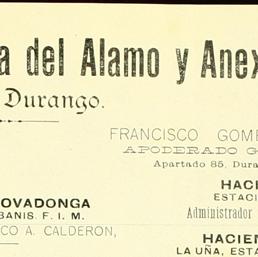 a del Alamo y Anex
Durango.
FRANCISCO GOME
APODERADO G
Apartado 85, Dura
HACI
ESTACI
Administrador
OVADONGA
BANIS. F. I. M.
CO A. CALDERON,
HACIEN
LA UÑA, ESTA